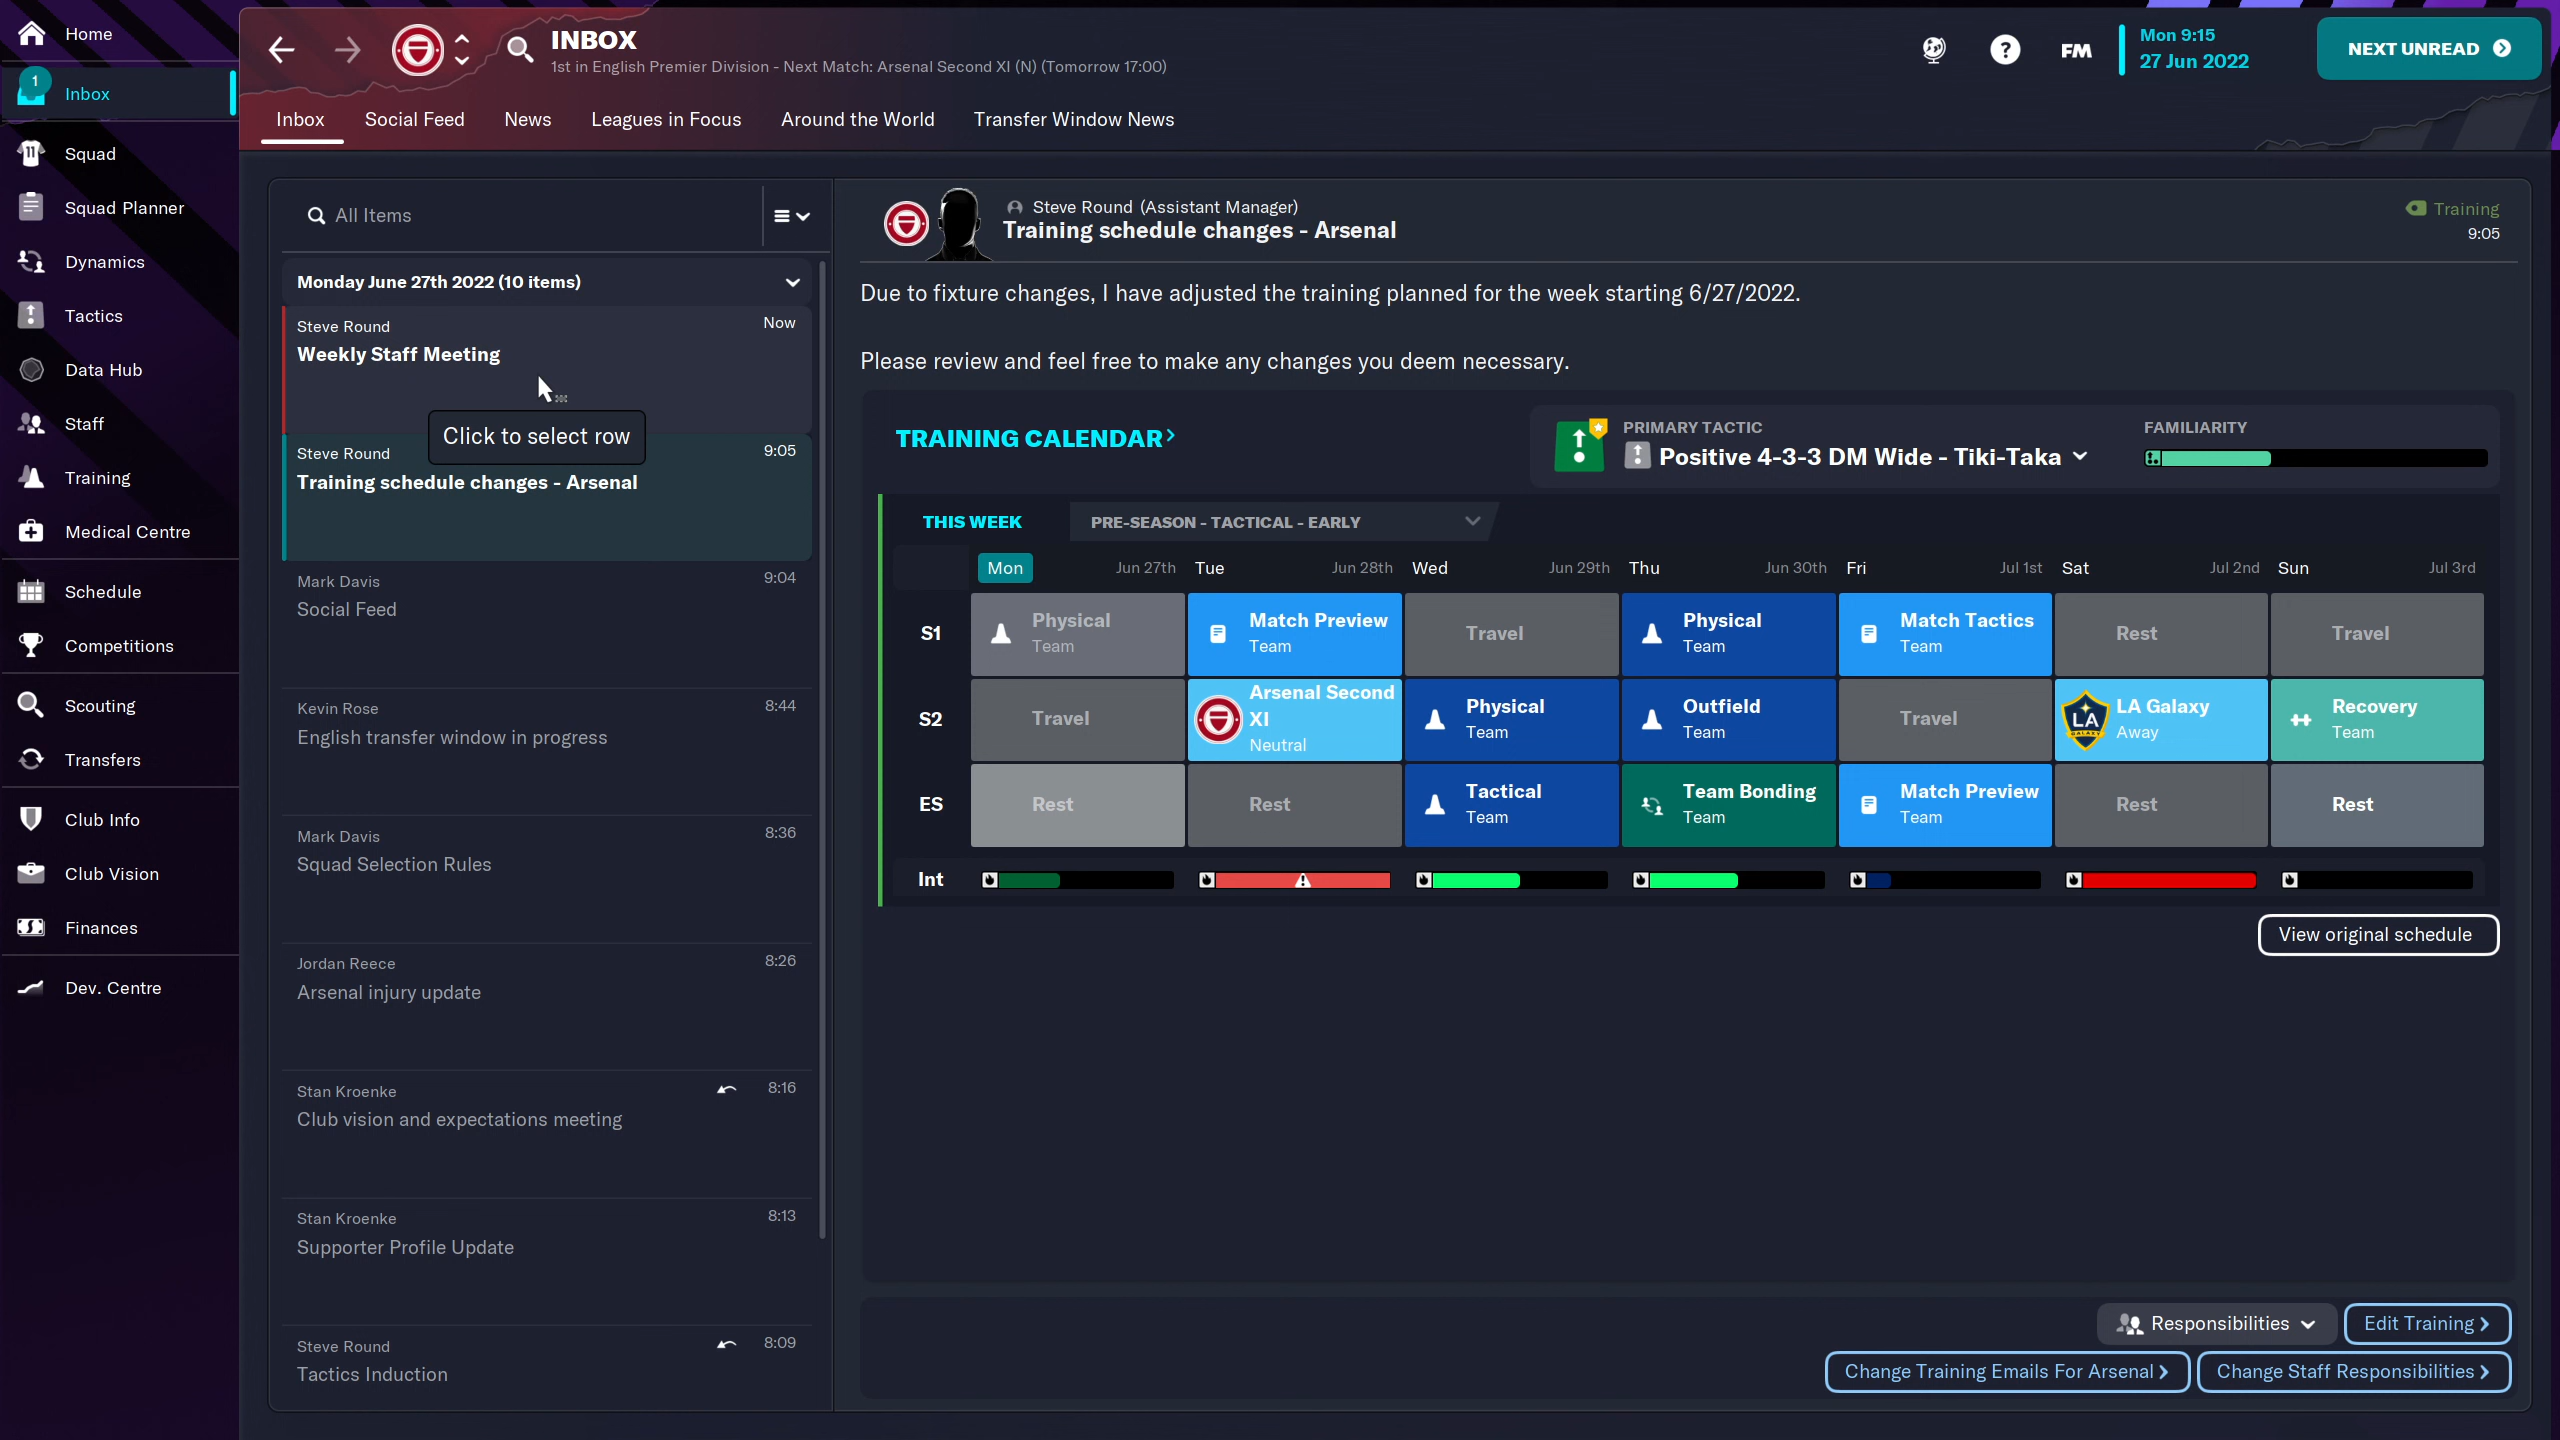 Home
1
Inbox
11
Squad
Squad Planner
Dynamics
Tactics
Data Hub
Staff
Training
Medical Centre
Schedule
Competitions
Scouting
Transfers
Club Info
Club Vision
Finances
Dev. Centre
INBOX
1st in English Premier Division - Next Match: Arsenal Second XI (N) (Tomorrow 17:00)
?
FM
Mon 9:15
27 Jun 2022
NEXT UNREAD
Inbox
Social Feed
News
Leagues in Focus
Around the World
Transfer Window News
All Items
Monday June 27th 2022 (10 items)
Steve Round
Now
Weekly Staff Meeting
Click to select row
Steve Round
9:05
Training schedule changes - Arsenal
Mark Davis
9:04
Social Feed
Kevin Rose
8:44
English transfer window in progress
Mark Davis
8:36
Squad Selection Rules
Jordan Reece
8:26
Arsenal injury update
Stan Kroenke
8:16
Club vision and expectations meeting
Stan Kroenke
8:13
Supporter Profile Update
Steve Round
8:09
Tactics Induction
Steve Round (Assistant Manager)
Training schedule changes - Arsenal
Training
9:05
Due to fixture changes, I have adjusted the training planned for the week starting 6/27/2022.
Please review and feel free to make any changes you deem necessary.
TRAINING CALENDAR
PRIMARY TACTIC
Positive 4-3-3 DM Wide - Tiki-Taka
FAMILIARITY
THIS WEEK
PRE-SEASON - TACTICAL - EARLY
Mon Jun 27th Tue Jun 28th Wed Jun 29th Thu Jun 30th Fri Jul 1st Sat Jul 2nd Sun Jul 3rd
S1
Physical
Team
Match Preview
Team
Travel
Physical
Team
Match Tactics
Team
Rest
Travel
S2
Travel
Arsenal Second
XI
Neutral
Physical
Team
Outfield
Team
Travel
LA
GALAXY
LA Galaxy
Away
Recovery
Team
ES
Rest
Rest
Tactical
Team
Team Bonding
Team
Match Preview
Team
Rest
Rest
Int
View original schedule
Responsibilities
Edit Training
Change Training Emails For Arsenal
Change Staff Responsibilities